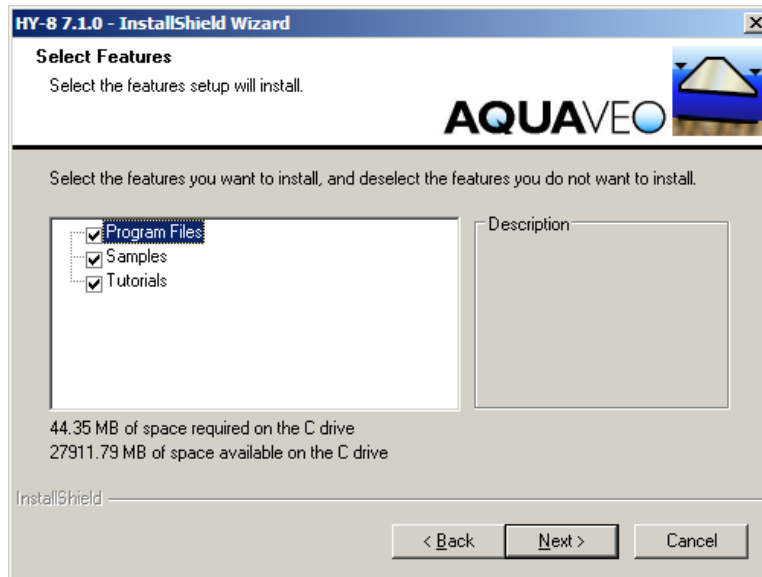 HY-8 7.1.0 - InstallShield Wizard
Select Features
Select the features setup will install.
AQUAVEO
Select the features you want to install, and deselect the features you do not want to install.
Program Files
Samples
Tutorials
Description
44.35 MB of space required on the C drive
27911.79 MB of space available on the C drive
InstallShield
< Back
Next >
Cancel